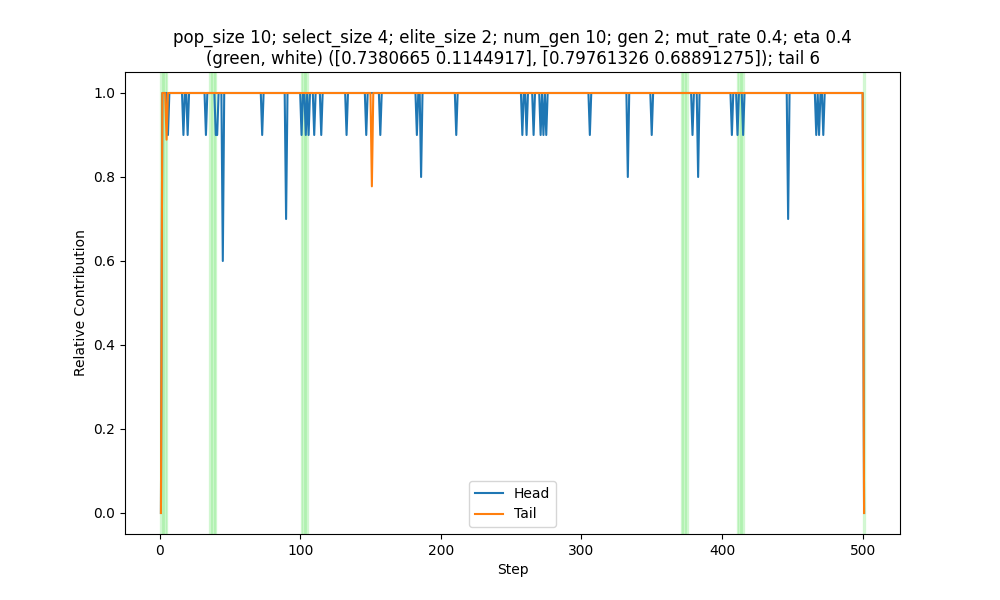 pop_size 10; select_size 4; elite_size 2; num_gen 10; gen 2; mut_rate 0.4; eta 0.4
(green, white) ([0.7380665 0.1144917], [0.79761326 0.68891275]); tail 6
1.0
0.8
0.6
0.4
0.2
0.0
Relative Contribution
Head
Tail
0
100
200
300
400
500
Step